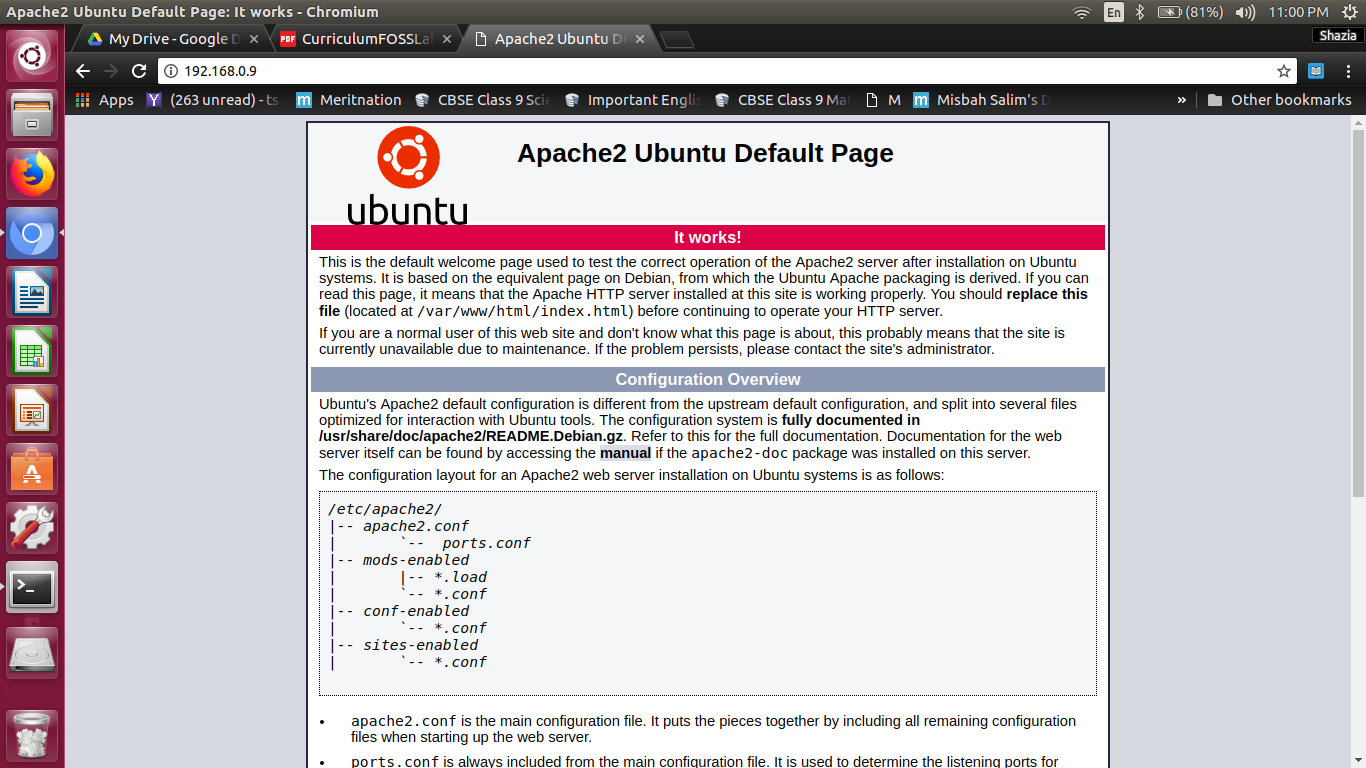 Apache2 Ubuntu Default Page: It works - Chromium
En
(81%)
11:00 PM
My Drive - Google D
PDF
CurriculumFOSSLa
Apache2 Ubuntu De
Shazia
192.168.0.9
Apps
(263 unread) - ts.
m Meritnation
CBSE Class 9 Scie
Important Engli
CBSE Class 9 Ma
M
m Misbah Salim's D
»
Other bookmarks
Apache2 Ubuntu Default Page
ubuntu
It works!
This is the default welcome page used to test the correct operation of the Apache2 server after installation on Ubuntu
systems. It is based on the equivalent page on Debian, from which the Ubuntu Apache packaging is derived. If you can
read this page, it means that the Apache HTTP server installed at this site is working properly. You should replace this
file (located at /var/www/html/index.html) before continuing to operate your HTTP server.
If you are a normal user of this web site and don't know what this page is about, this probably means that the site is
currently unavailable due to maintenance. If the problem persists, please contact the site's administrator.
Configuration Overview
Ubuntu's Apache2 default configuration is different from the upstream default configuration, and split into several files
optimized for interaction with Ubuntu tools. The configuration system is fully documented in
/usr/share/doc/apache2/README.Debian.gz. Refer to this for the full documentation. Documentation for the web
server itself can be found by accessing the manual if the apache2-doc package was installed on this server.
The configuration layout for an Apache2 web server installation on Ubuntu systems is as follows:
/etc/apache2/
|-- apache2.conf
|       `--  ports.conf
|-- mods-enabled
|       |-- *.load
|       `-- *.conf
|-- conf-enabled
|       `-- *.conf
|-- sites-enabled
|       `-- *.conf
• apache2.conf is the main configuration file. It puts the pieces together by including all remaining configuration
files when starting up the web server.
• ports.conf is always included from the main configuration file. It is used to determine the listening ports for